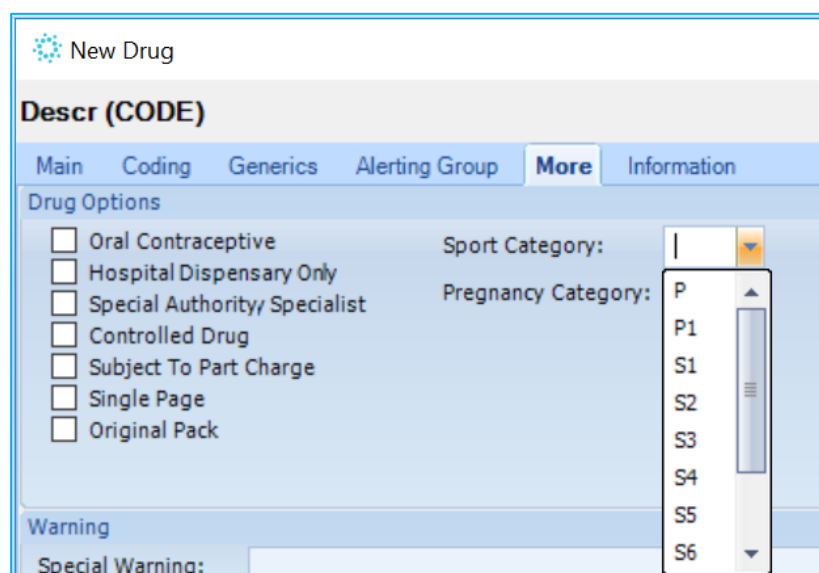 New Drug
Descr (CODE)
Main Coding Generics Alerting Group More Information
Drug Options
Oral Contraceptive
Hospital Dispensary Only
Special Authority/ Specialist
Controlled Drug
Subject To Part Charge
Single Page
Original Pack
Sport Category:
Pregnancy Category:
P
P1
S1
S2
S3
S4
S5
S6
Warning
Special Warning: